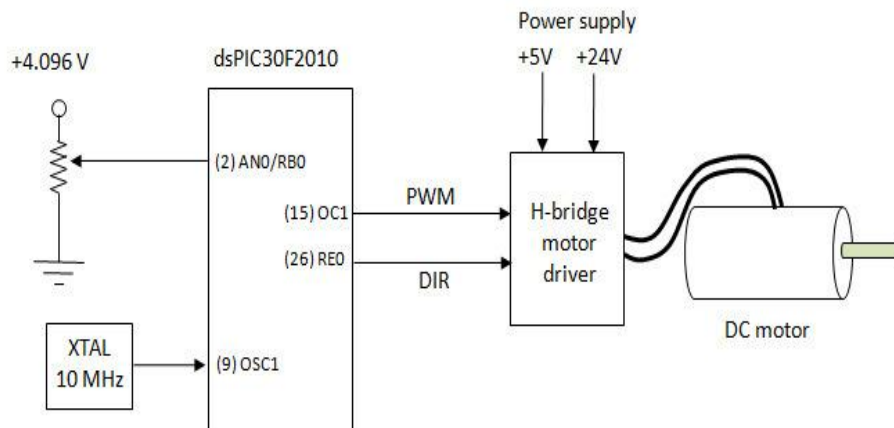 Power supply
+5V +24V
dsPIC30F2010
+4.096 V
(2) AN0/RB0
(15) OC1
PWM
(26) RE0
DIR
H-bridge
motor
driver
DC motor
XTAL
10 MHz
(9) OSC1